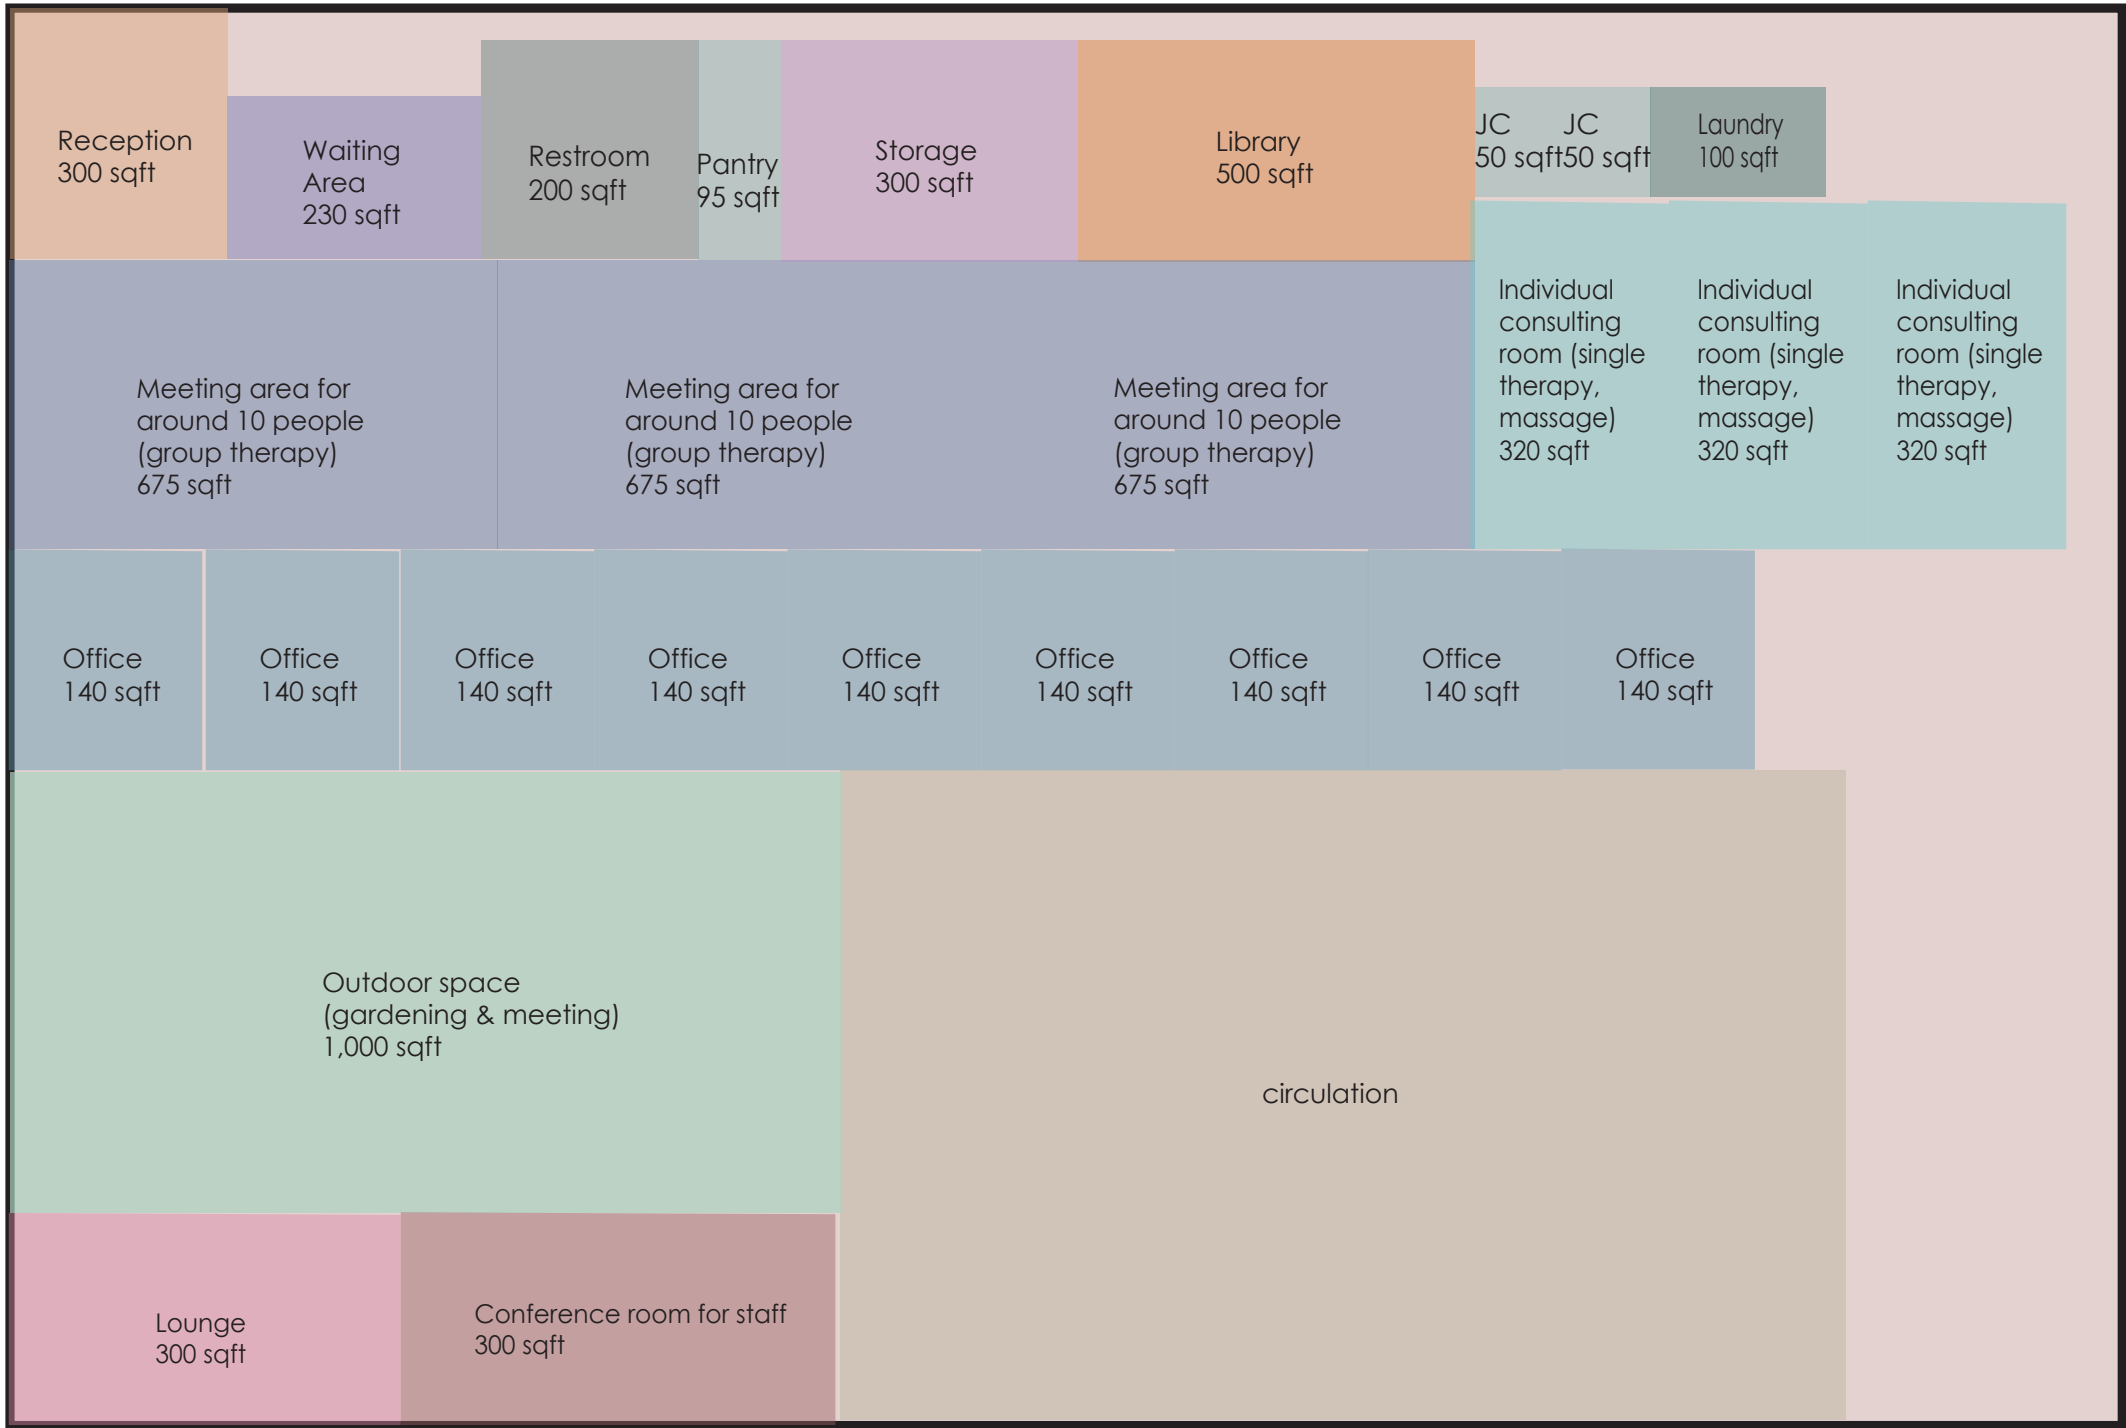 Reception
300 sqft
Waiting
Area
230 sqft
Restroom
200 sqft
Pantry
95 sqft
Storage
300 sqft
Library
500 sqft
JC
50 sqft
JC
50 sqft
Laundry
100 sqft
Meeting area for
around 10 people
(group therapy)
675 sqft
Meeting area for
around 10 people
(group therapy)
675 sqft
Meeting area for
around 10 people
(group therapy)
675 sqft
Individual
consulting
room (single
therapy,
massage)
320 sqft
Individual
consulting
room (single
therapy,
massage)
320 sqft
Individual
consulting
room (single
therapy,
massage)
320 sqft
Office
140 sqft
Office
140 sqft
Office
140 sqft
Office
140 sqft
Office
140 sqft
Office
140 sqft
Office
140 sqft
Office
140 sqft
Office
140 sqft
Outdoor space
(gardening & meeting)
1,000 sqft
circulation
Lounge
300 sqft
Conference room for staff
300 sqft